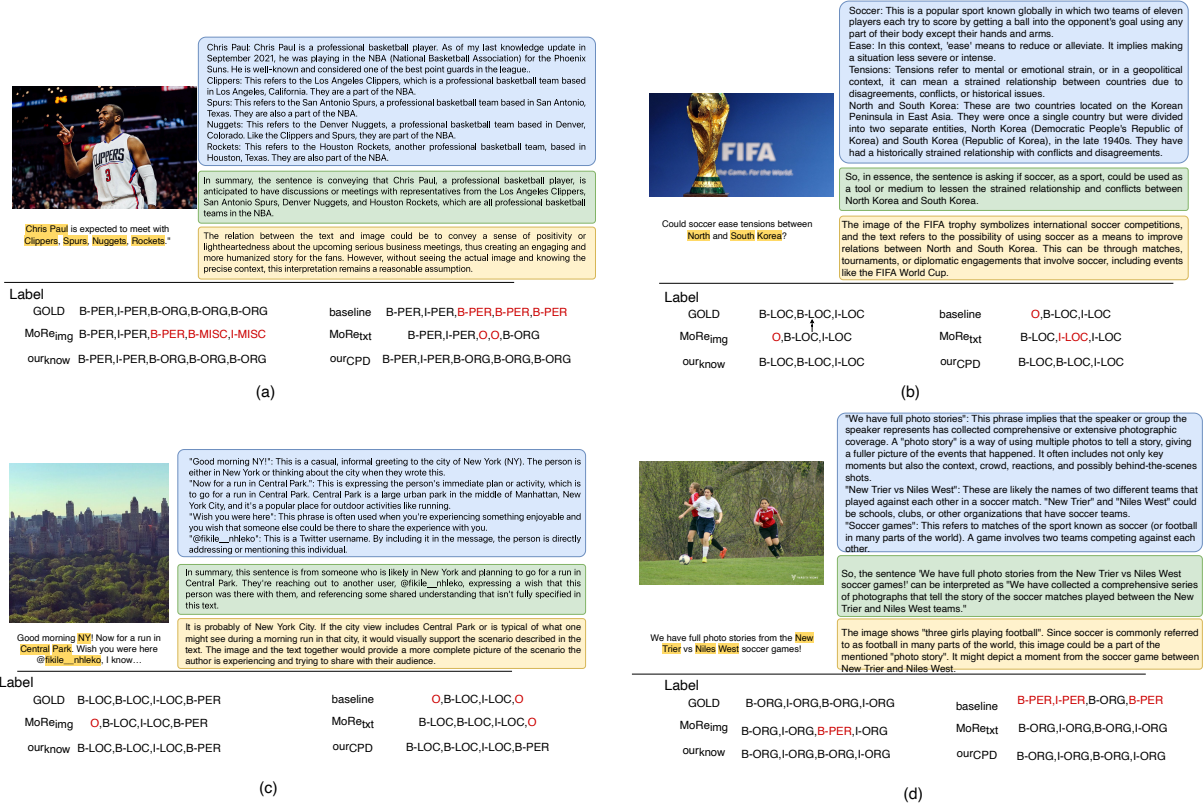 Chris Paul: Chris Paul is a professional basketball player. As of my last knowledge update in
September 2021, he was playing in the NBA (National Basketball Association) for the Phoenix
Suns. He is well-known and considered one of the best point guards in the league..
Clippers: This refers to the Los Angeles Clippers, which is a professional basketball team based
in Los Angeles, California. They are a part of the NBA.
Spurs: This refers to the San Antonio Spurs, a professional basketball team based in San Antonio,
Texas. They are also a part of the NBA.
Nuggets: This refers to the Denver Nuggets, a professional basketball team based in Denver,
Colorado. Like the Clippers and Spurs, they are part of the NBA.
Rockets: This refers to the Houston Rockets, another professional basketball team, based in
Houston, Texas. They are also part of the NBA.
CLIPPERS
3
In summary, the sentence is conveying that Chris Paul, a professional basketball player, is
anticipated to have discussions or meetings with representatives from the Los Angeles Clippers,
San Antonio Spurs, Denver Nuggets, and Houston Rockets, which are all professional basketball
teams in the NBA.
Chris Paul is expected to meet with
Clippers, Spurs, Nuggets, Rockets."
The relation between the text and image could be to convey a sense of positivity or
lightheartedness about the upcoming serious business meetings, thus creating an engaging and
more humanized story for the fans. However, without seeing the actual image and knowing the
precise context, this interpretation remains a reasonable assumption.
Label
GOLD B-PER,I-PER,B-ORG,B-ORG,B-ORG
baseline B-PER,I-PER,B-PER,B-PER,B-PER
MoReimg B-PER,I-PER,B-PER,B-MISC,I-MISC
MoRetxt B-PER,I-PER,O,O,B-ORG
ourknow B-PER,I-PER,B-ORG,B-ORG,B-ORG
ourCPD B-PER,I-PER,B-ORG,B-ORG,B-ORG
(a)
Soccer: This is a popular sport known globally in which two teams of eleven
players each try to score by getting a ball into the opponent's goal using any
part of their body except their hands and arms.
Ease: In this context, 'ease' means to reduce or alleviate. It implies making
a situation less severe or intense.
Tensions: Tensions refer to mental or emotional strain, or in a geopolitical
context, it can mean a strained relationship between countries due to
disagreements, conflicts, or historical issues.
North and South Korea: These are two countries located on the Korean
Peninsula in East Asia. They were once a single country but were divided
into two separate entities, North Korea (Democratic People's Republic of
Korea) and South Korea (Republic of Korea), in the late 1940s. They have
had a historically strained relationship with conflicts and disagreements.
FIFA
the Game. For the World.
So, in essence, the sentence is asking if soccer, as a sport, could be used as
a tool or medium to lessen the strained relationship and conflicts between
North Korea and South Korea.
Could soccer ease tensions between
North and South Korea?
The image of the FIFA trophy symbolizes international soccer competitions,
and the text refers to the possibility of using soccer as a means to improve
relations between North and South Korea. This can be through matches,
tournaments, or diplomatic engagements that involve soccer, including events
like the FIFA World Cup.
Label
GOLD B-LOC,B-LOC,I-LOC
baseline O,B-LOC,I-LOC
MoReimg O,B-LOC,I-LOC
MoRetxt B-LOC,I-LOC,I-LOC
ourknow B-LOC,B-LOC,I-LOC
ourCPD B-LOC,B-LOC,I-LOC
(b)
"Good morning NY!": This is a casual, informal greeting to the city of New York (NY). The person is
either in New York or thinking about the city when they wrote this.
"Now for a run in Central Park.": This is expressing the person's immediate plan or activity, which is
to go for a run in Central Park. Central Park is a large urban park in the middle of Manhattan, New
York City, and it's a popular place for outdoor activities like running.
"Wish you were here": This phrase is often used when you're experiencing something enjoyable and
you wish that someone else could be there to share the experience with you.
"@fikile__nhleko": This is a Twitter username. By including it in the message, the person is directly
addressing or mentioning this individual.
In summary, this sentence is from someone who is likely in New York and planning to go for a run in
Central Park. They're reaching out to another user, @fikile__nhleko, expressing a wish that this
person was there with them, and referencing some shared understanding that isn't fully specified in
this text.
Good morning NY! Now for a run in
Central Park. Wish you were here
@fikile__nhleko, I know…
It is probably of New York City. If the city view includes Central Park or is typical of what one
might see during a morning run in that city, it would visually support the scenario described in the
text. The image and the text together would provide a more complete picture of the scenario the
author is experiencing and trying to share with their audience.
Label
GOLD B-LOC,B-LOC,I-LOC,B-PER
baseline O,B-LOC,I-LOC,O
MoReimg O,B-LOC,I-LOC,B-PER
MoRetxt B-LOC,B-LOC,I-LOC,O
ourknow B-LOC,B-LOC,I-LOC,B-PER
ourCPD B-LOC,B-LOC,I-LOC,B-PER
(c)
"We have full photo stories": This phrase implies that the speaker or group the
speaker represents has collected comprehensive or extensive photographic
coverage. A "photo story" is a way of using multiple photos to tell a story, giving
a fuller picture of the events that happened. It often includes not only key
moments but also the context, crowd, reactions, and possibly behind-the-scenes
shots.
"New Trier vs Niles West": These are likely the names of two different teams that
played against each other in a soccer match. "New Trier" and "Niles West" could
be schools, clubs, or other organizations that have soccer teams.
"Soccer games": This refers to matches of the sport known as soccer (or football
in many parts of the world). A game involves two teams competing against each
other.
So, the sentence 'We have full photo stories from the New Trier vs Niles West
soccer games!' can be interpreted as "We have collected a comprehensive series
of photographs that tell the story of the soccer matches played between the New
Trier and Niles West teams."
We have full photo stories from the New
Trier vs Niles West soccer games!
The image shows "three girls playing football". Since soccer is commonly referred
to as football in many parts of the world, this image could be a part of the
mentioned "photo story". It might depict a moment from the soccer game between
New Trier and Niles West.
Label
GOLD B-ORG,I-ORG,B-ORG,I-ORG
baseline B-PER,I-PER,B-ORG,B-PER
MoReimg B-ORG,I-ORG,B-PER,I-ORG
MoRetxt B-ORG,I-ORG,B-ORG,I-ORG
ourknow B-ORG,I-ORG,B-ORG,I-ORG
ourCPD B-ORG,I-ORG,B-ORG,I-ORG
(d)